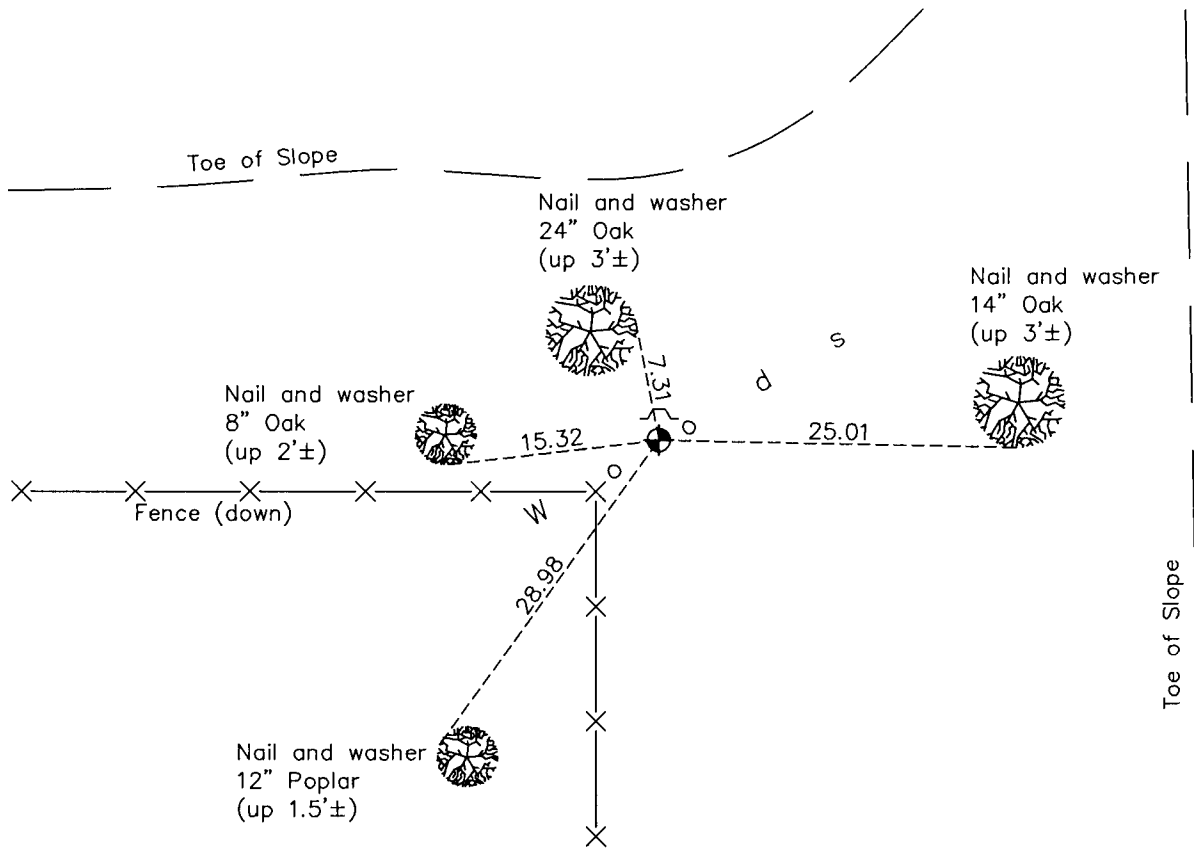 Toe of Slope
Nail and washer
24" Oak
(up 3'±)
Nail and washer
14" Oak
(up 3'±)
7.31
Nail and washer
8" Oak
(up 2'±)
15.32
25.01
Woods
Fence (down)
28.98
Toe of Slope
Nail and washer
12" Poplar
(up 1.5'±)